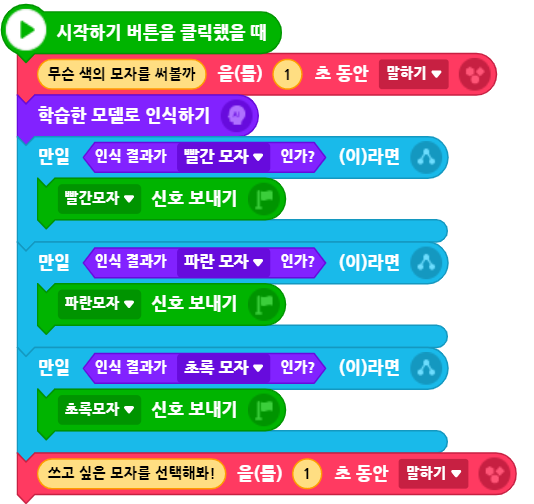 시작하기 버튼을 클릭했을 때
무슨 색의 모자를 써볼까 을(를) 1 초 동안 말하기
학습한 모델로 인식하기 AI
만일 인식 결과가 빨간 모자 인가? (이)라면
빨간모자 신호 보내기
만일 인식 결과가 파란 모자 인가? (이)라면
파란모자 신호 보내기
만일 인식 결과가 초록 모자 인가? (이)라면
초록모자 신호 보내기
쓰고 싶은 모자를 선택해봐! 을(를) 1 초 동안 말하기